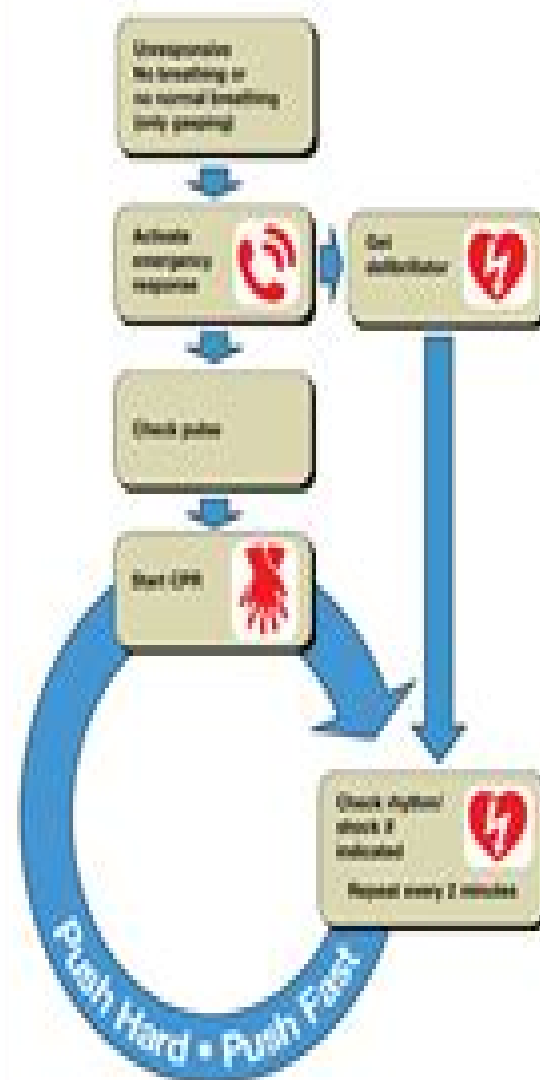 Unresponsive
No breathing or
no normal breathing
(only gasping)
Activate
emergency
response
Get
defibrillator
Check pulse
Start CPR
Check rhythm/
shock if
indicated
Repeat every 2 minutes
Push Hard • Push Fast